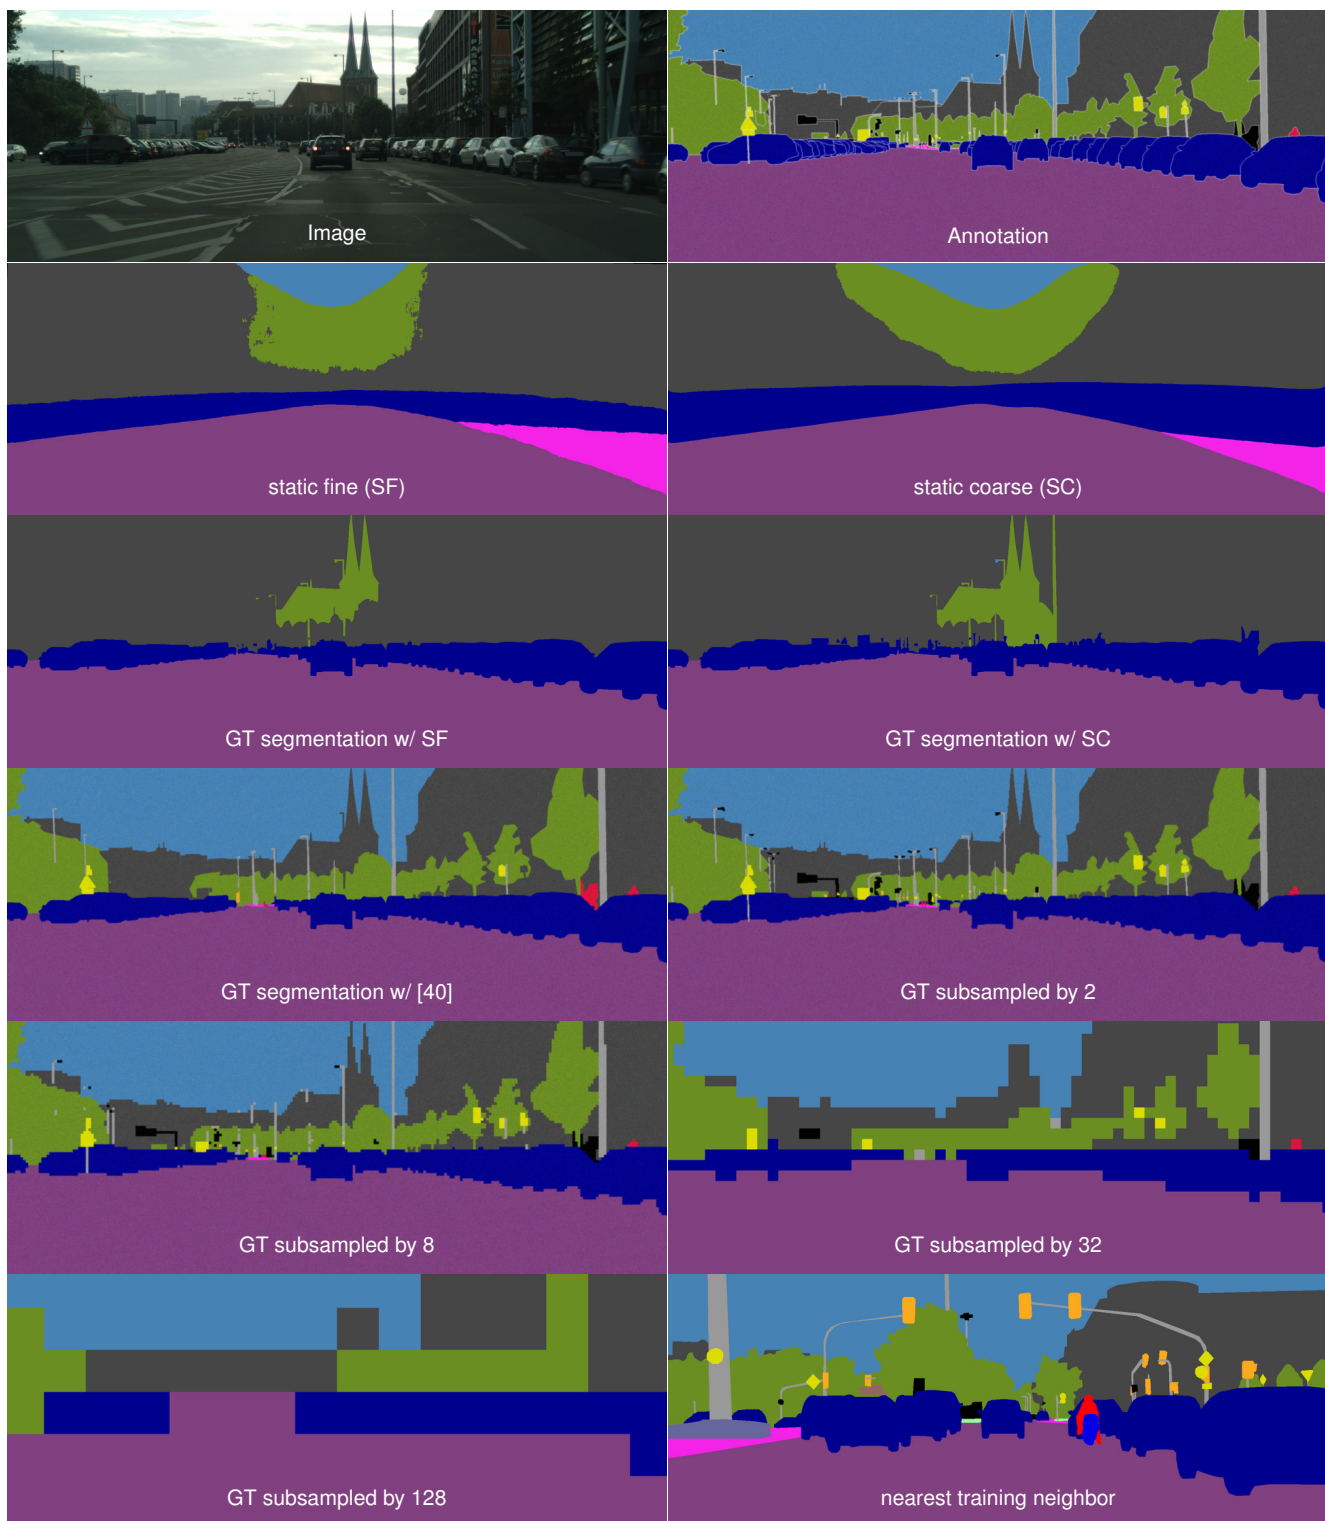 Image
Annotation
static fine (SF)
static coarse (SC)
GT segmentation w/ SF
GT segmentation w/ SC
GT segmentation w/ [40]
GT subsampled by 2
GT subsampled by 8
GT subsampled by 32
GT subsampled by 128
nearest training neighbor